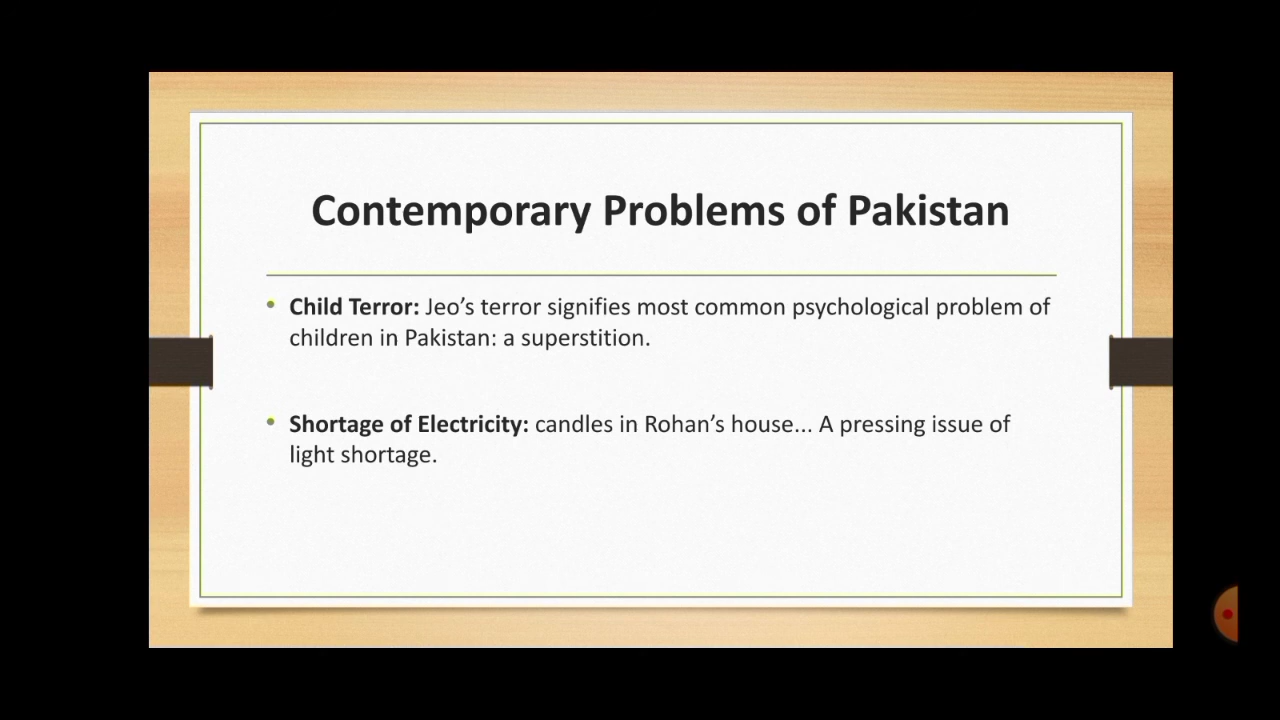 Contemporary Problems of Pakistan
• Child Terror: Jeo’s terror signifies most common psychological problem of
children in Pakistan: a superstition.
• Shortage of Electricity: candles in Rohan’s house... A pressing issue of
light shortage.